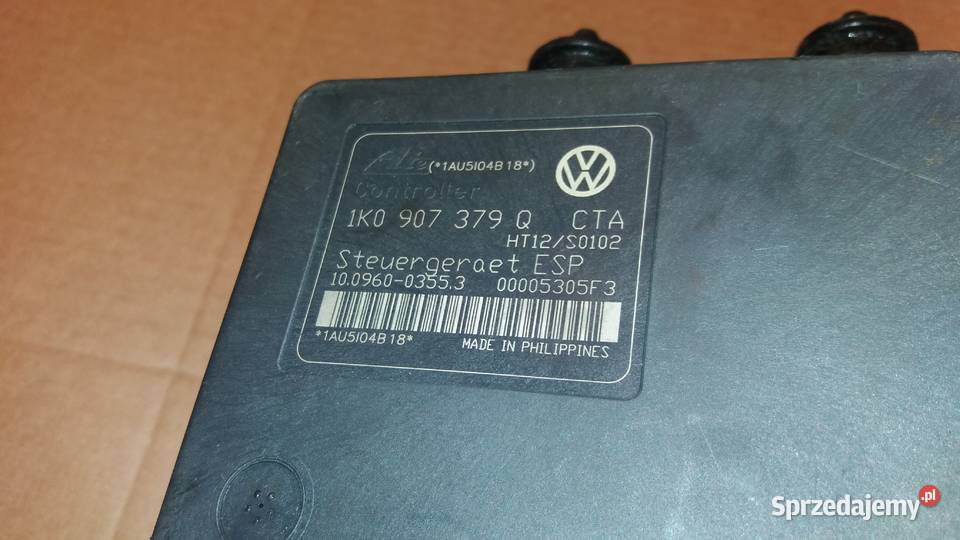 Ate (*1AU5I04B18*)
Controller
1K0 907 379 Q CTA
HT12/S0102
Steuergeraet ESP
10.0960-0355.3 00005305F3
*1AU5I04B18*
MADE IN PHILIPPINES
Sprzedajemy.pl